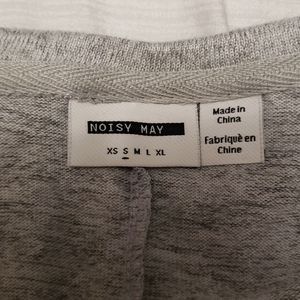 NOISY MAY
XS S M L XL
Made in
China
Fabriqué en
Chine